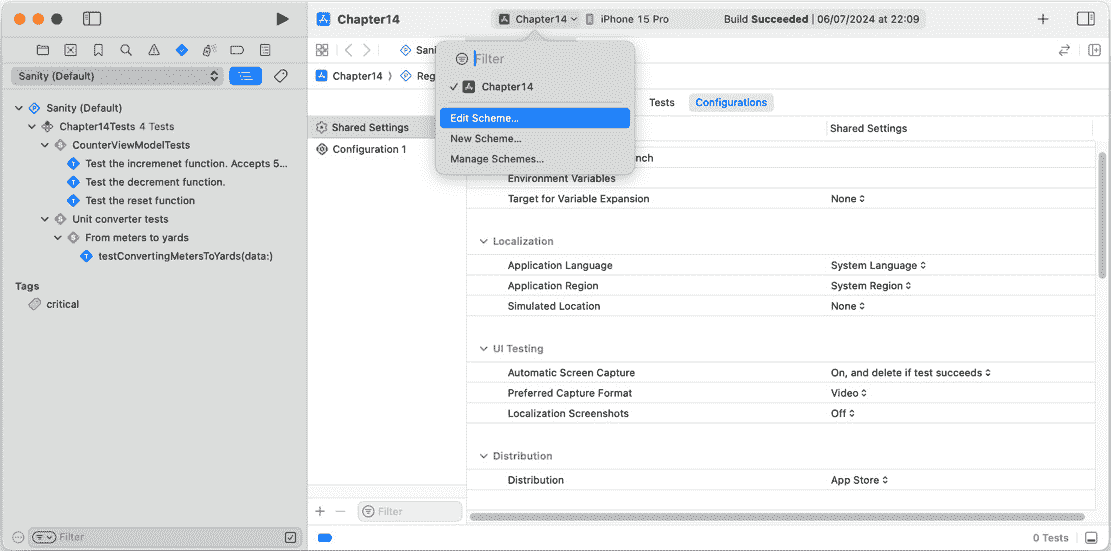 Chapter14
Chapter14
iPhone 15 Pro
Build Succeeded | 06/07/2024 at 22:09
Sanity (Default)
Sanity (Default)
Chapter14Tests 4 Tests
CounterViewModelTests
Test the incremenet function. Accepts 5...
Test the decrement function.
Test the reset function
Unit converter tests
From meters to yards
testConvertingMetersToYards(data:)
Tags
critical
Filter
Sani
Chapter14
Reg
Filter
Chapter14
Edit Scheme...
New Scheme...
Manage Schemes...
Tests
Configurations
Shared Settings
Configuration 1
Shared Settings
nch
Environment Variables
Target for Variable Expansion
None
Localization
Application Language
System Language
Application Region
System Region
Simulated Location
None
UI Testing
Automatic Screen Capture
On, and delete if test succeeds
Preferred Capture Format
Video
Localization Screenshots
Off
Distribution
Distribution
App Store
Filter
0 Tests